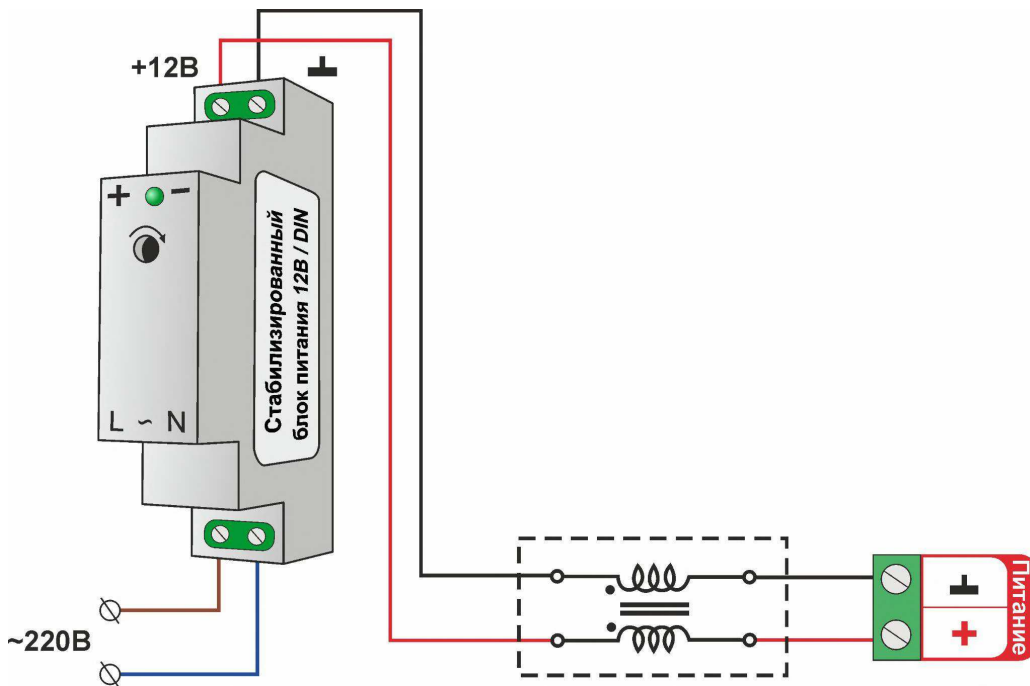 +12В
+ -
Стабилизированный
блок питания 12В / DIN
L ~ N
~220В
Питание
+